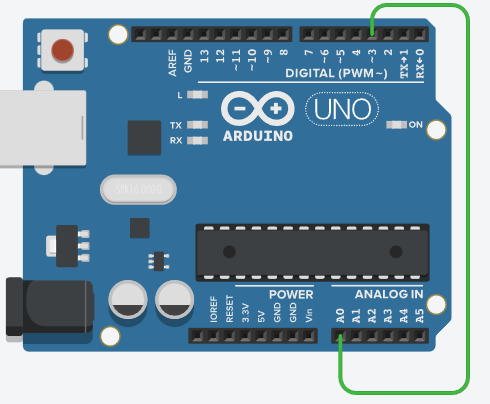 AREF
GND
13
12
~11
~10
~9
8
7
~6
~5
4
~3
2
TX→1
RX←0
DIGITAL (PWM~)
L
TX
RX
UNO
ARDUINO
ON
POWER
ANALOG IN
IOREF
RESET
3.3V
5V
GND
GND
Vin
A0
A1
A2
A3
A4
A5